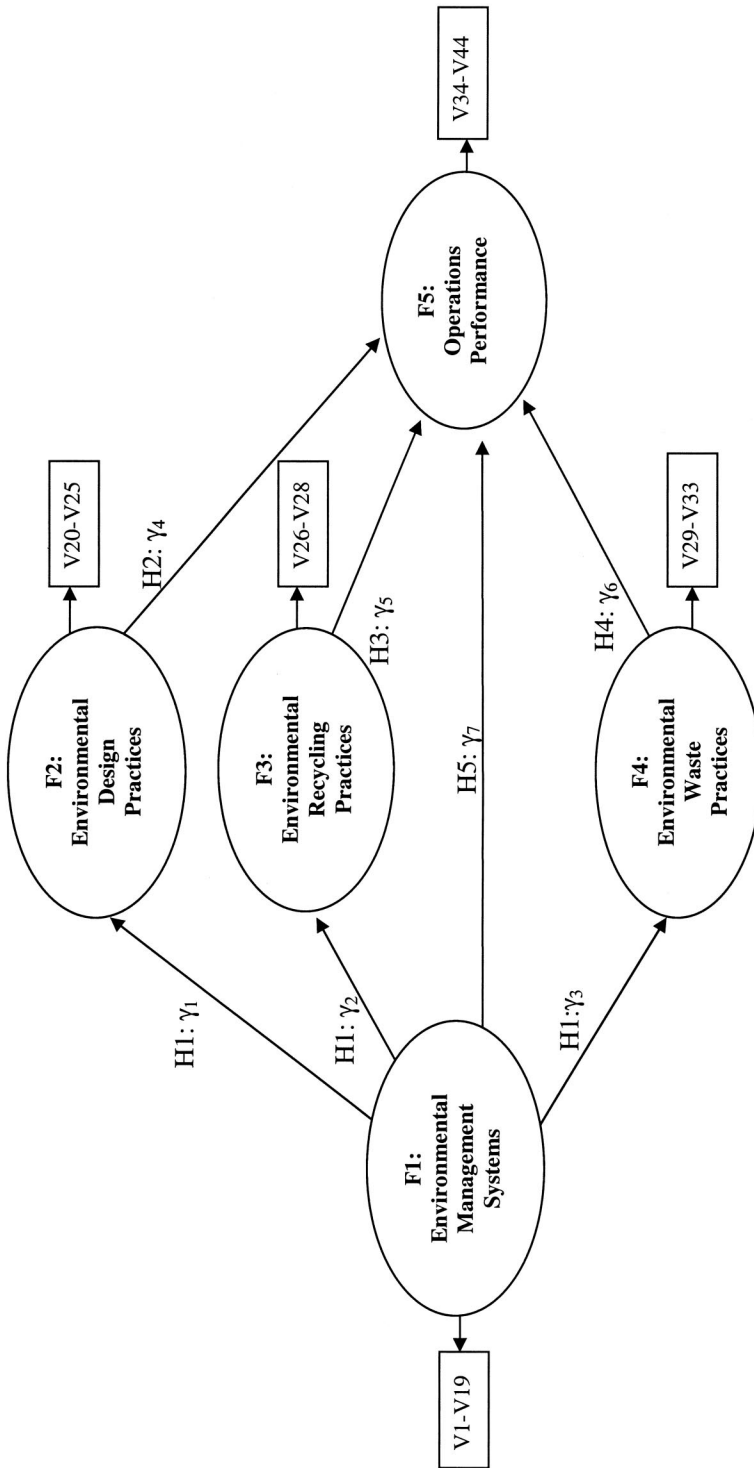 V1-V19
F1:
Environmental
Management
Systems
H1: γ₁
H1: γ₂
H1:γ₃
F2:
Environmental
Design
Practices
V20-V25
F3:
Environmental
Recycling
Practices
V26-V28
F4:
Environmental
Waste
Practices
V29-V33
H2: γ₄
H3: γ₅
H5: γ₇
H4: γ₆
F5:
Operations
Performance
V34-V44